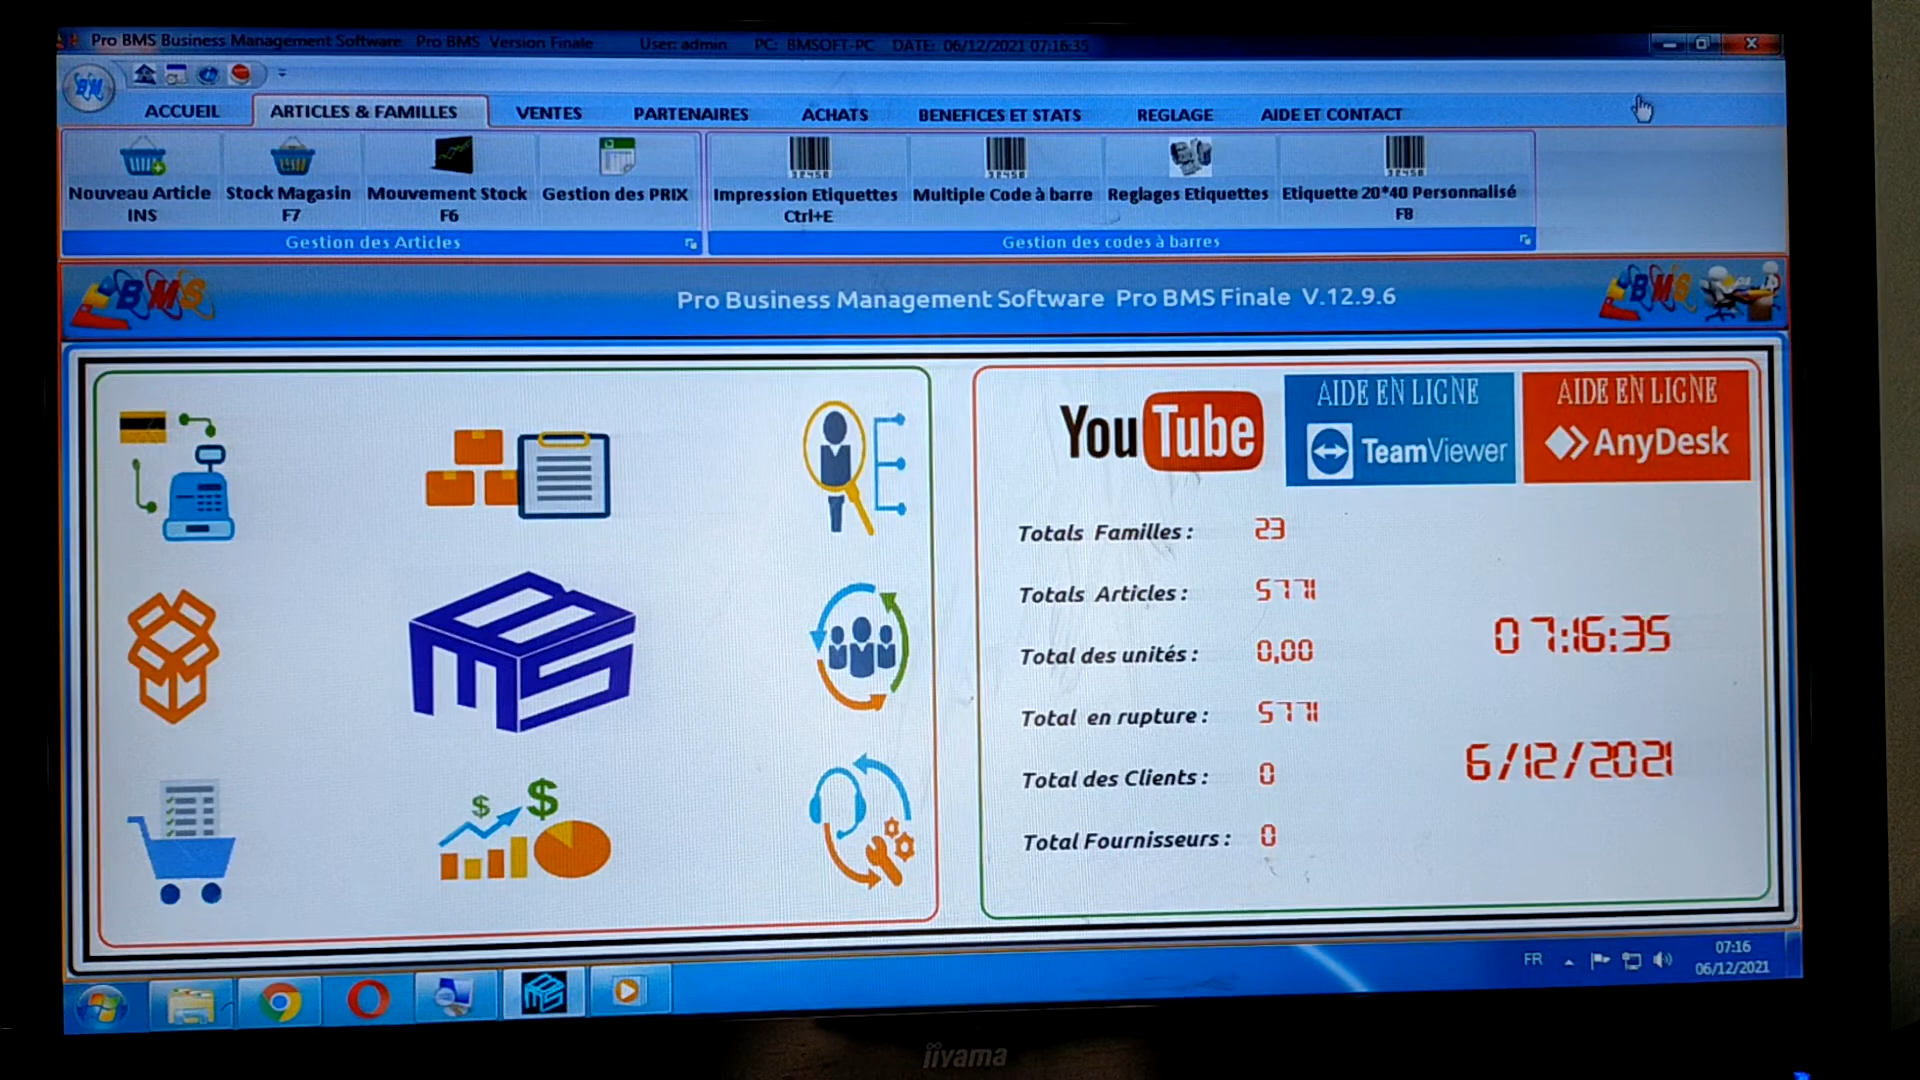 Pro BMS Business Management Software Pro BMS Version Finale User: admin PC: BMSOFT-PC DATE: 06/12/2021 07:16:35
BM
ACCUEIL ARTICLES & FAMILLES VENTES PARTENAIRES ACHATS BENEFICES ET STATS REGLAGE AIDE ET CONTACT
Nouveau Article INS
Stock Magasin F7
Mouvement Stock F6
Gestion des PRIX
Impression Etiquettes Ctrl+E
Multiple Code à barre
Reglages Etiquettes
Etiquette 20*40 Personnalisé F8
Gestion des Articles
Gestion des codes à barres
BMS
Pro Business Management Software Pro BMS Finale V.12.9.6
BMS
YouTube
AIDE EN LIGNE
TeamViewer
AIDE EN LIGNE
AnyDesk
BMS
$ $
Totals Familles : 23
Totals Articles : 5771
Total des unités : 0,00
Total en rupture : 5771
Total des Clients : 0
Total Fournisseurs : 0
07:16:35
6/12/2021
BMS
FR
07:16
06/12/2021
iiyama